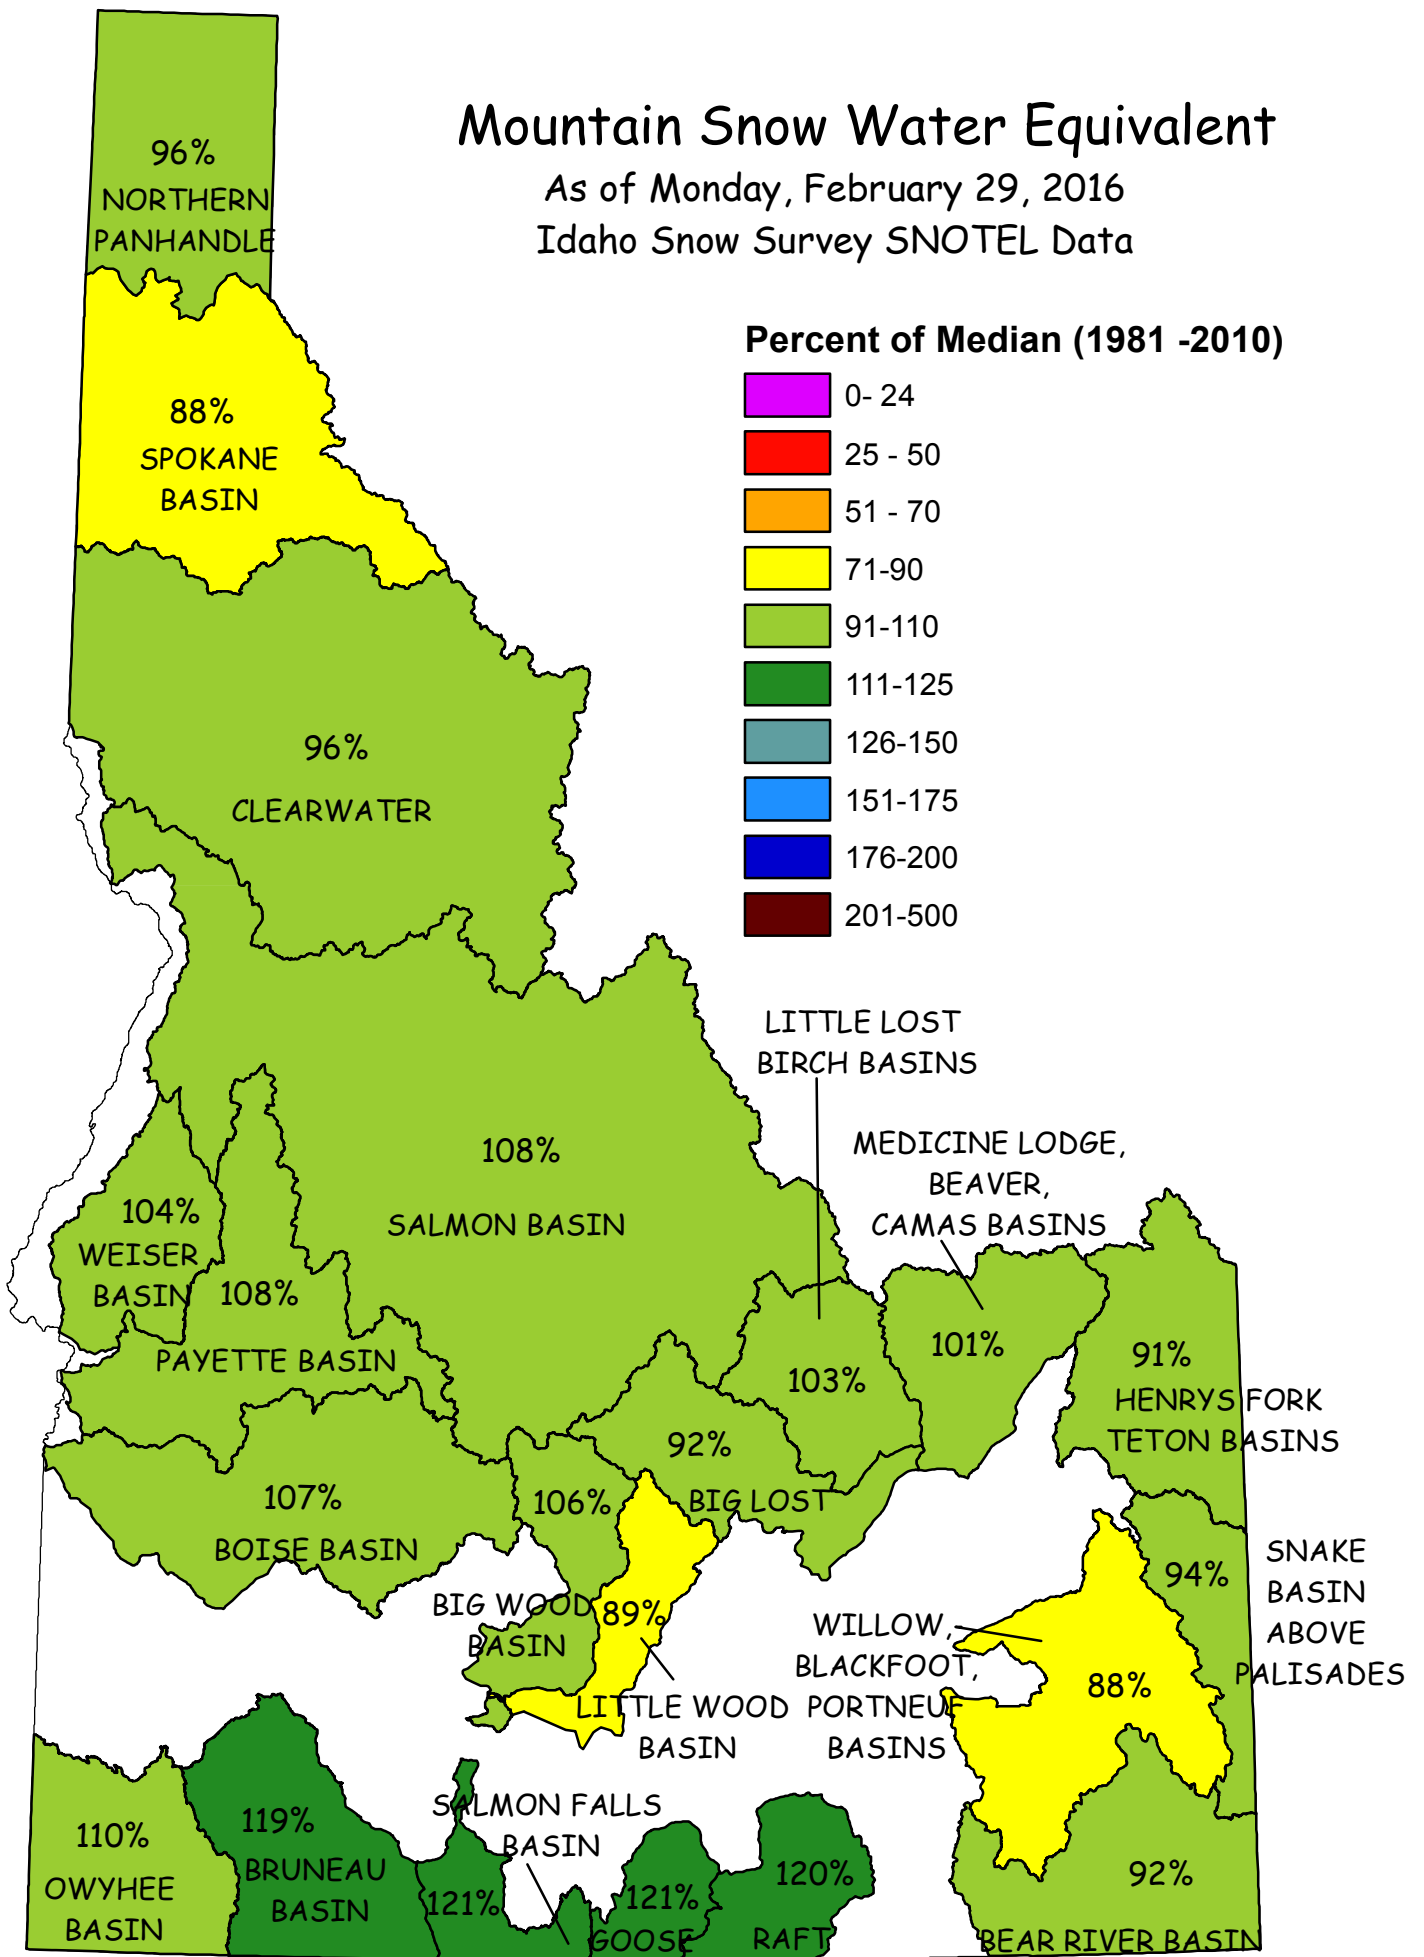 Mountain Snow Water Equivalent
As of Monday, February 29, 2016
Idaho Snow Survey SNOTEL Data
Percent of Median (1981 -2010)
0- 24
25 - 50
51 - 70
71-90
91-110
111-125
126-150
151-175
176-200
201-500
96%
NORTHERN
PANHANDLE
88%
SPOKANE
BASIN
96%
CLEARWATER
108%
SALMON BASIN
LITTLE LOST
BIRCH BASINS
103%
MEDICINE LODGE,
BEAVER,
CAMAS BASINS
101%
104%
WEISER
BASIN
108%
PAYETTE BASIN
91%
HENRYS FORK
TETON BASINS
92%
BIG LOST
107%
BOISE BASIN
106%
BIG WOOD
BASIN
89%
LITTLE WOOD
BASIN
94%
SNAKE
BASIN
ABOVE
PALISADES
WILLOW,
BLACKFOOT,
PORTNEUF
BASINS
88%
110%
OWYHEE
BASIN
119%
BRUNEAU
BASIN
SALMON FALLS
BASIN
121%
121%
GOOSE
120%
RAFT
92%
BEAR RIVER BASIN